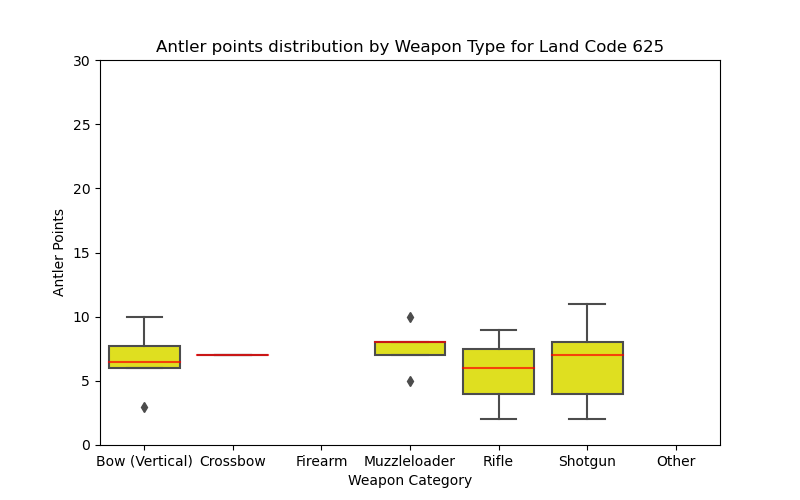 Antler points distribution by Weapon Type for Land Code 625
30
25
20
15
10
5
0
Antler Points
Bow (Vertical) Crossbow Firearm Muzzleloader Rifle Shotgun Other
Weapon Category